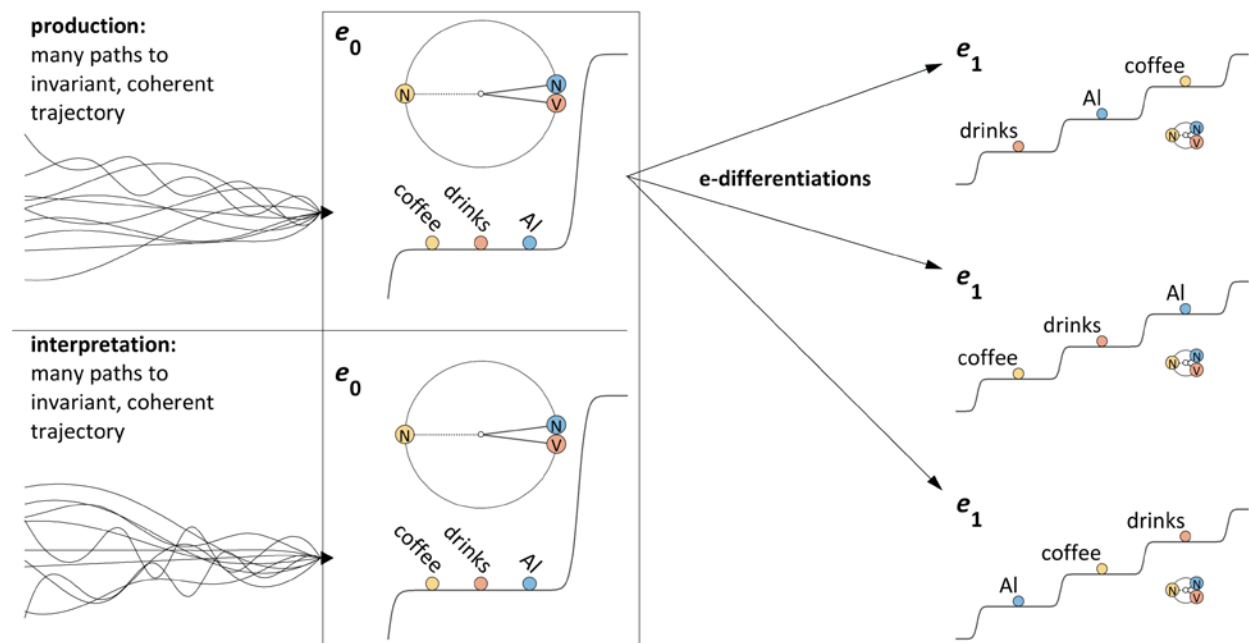 production:
many paths to
invariant, coherent
trajectory
e0
N
N
V
coffee
drinks
Al
interpretation:
many paths to
invariant, coherent
trajectory
e0
N
N
V
coffee
drinks
Al
e-differentiations
e1
drinks
Al
coffee
N
N
V
e1
coffee
drinks
Al
N
N
V
e1
Al
coffee
drinks
N
N
V